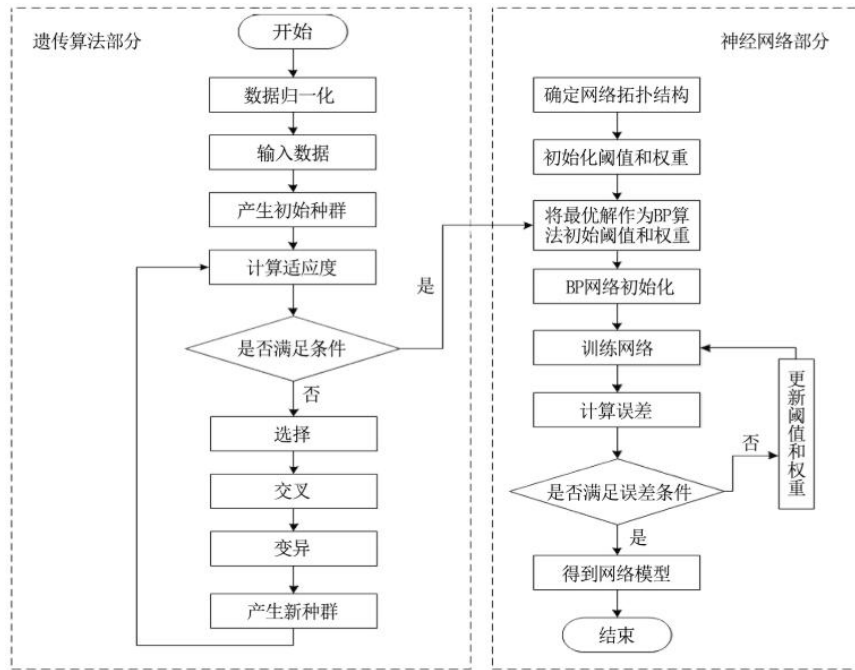 遗传算法部分
开始
数据归一化
输入数据
产生初始种群
计算适应度
是否满足条件
是
否
选择
交叉
变异
产生新种群
神经网络部分
确定网络拓扑结构
初始化阈值和权重
将最优解作为BP算
法初始阈值和权重
BP网络初始化
训练网络
计算误差
是否满足误差条件
否
更新阈值和权重
是
得到网络模型
结束